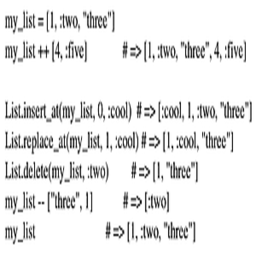 my_list = [1, :two, "three"]
my_list ++ [4, :five] # => [1, :two, "three", 4, :five]
List.insert_at(my_list, 0, :cool) # => [:cool, 1, :two, "three"]
List.replace_at(my_list, 1, :cool) # => [1, :cool, "three"]
List.delete(my_list, :two) # => [1, "three"]
my_list -- ["three", 1] # => [:two]
my_list # => [1, :two, "three"]